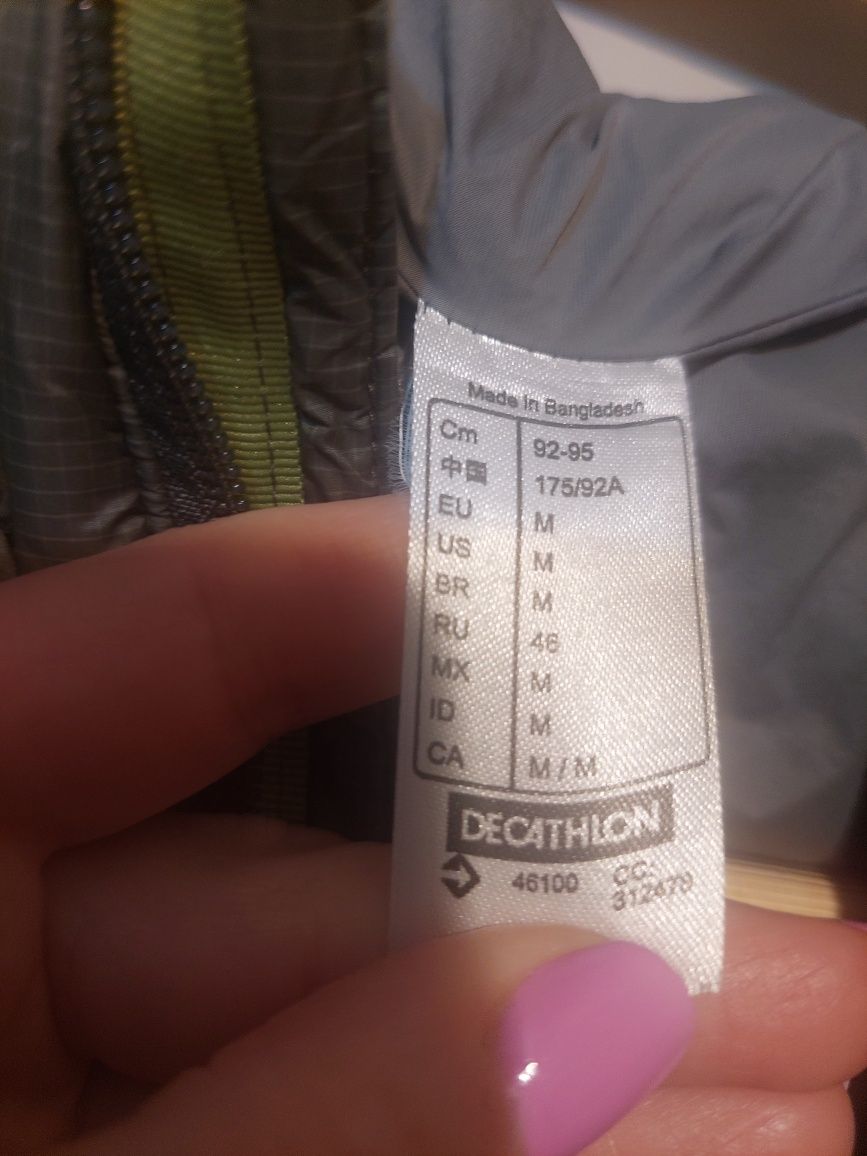 Made in Bangladesh
Cm 92-95
中国 175/92A
EU M
US M
BR M
RU 46
MX M
ID M
CA M / M
DECATHLON
46100 CC:
312479